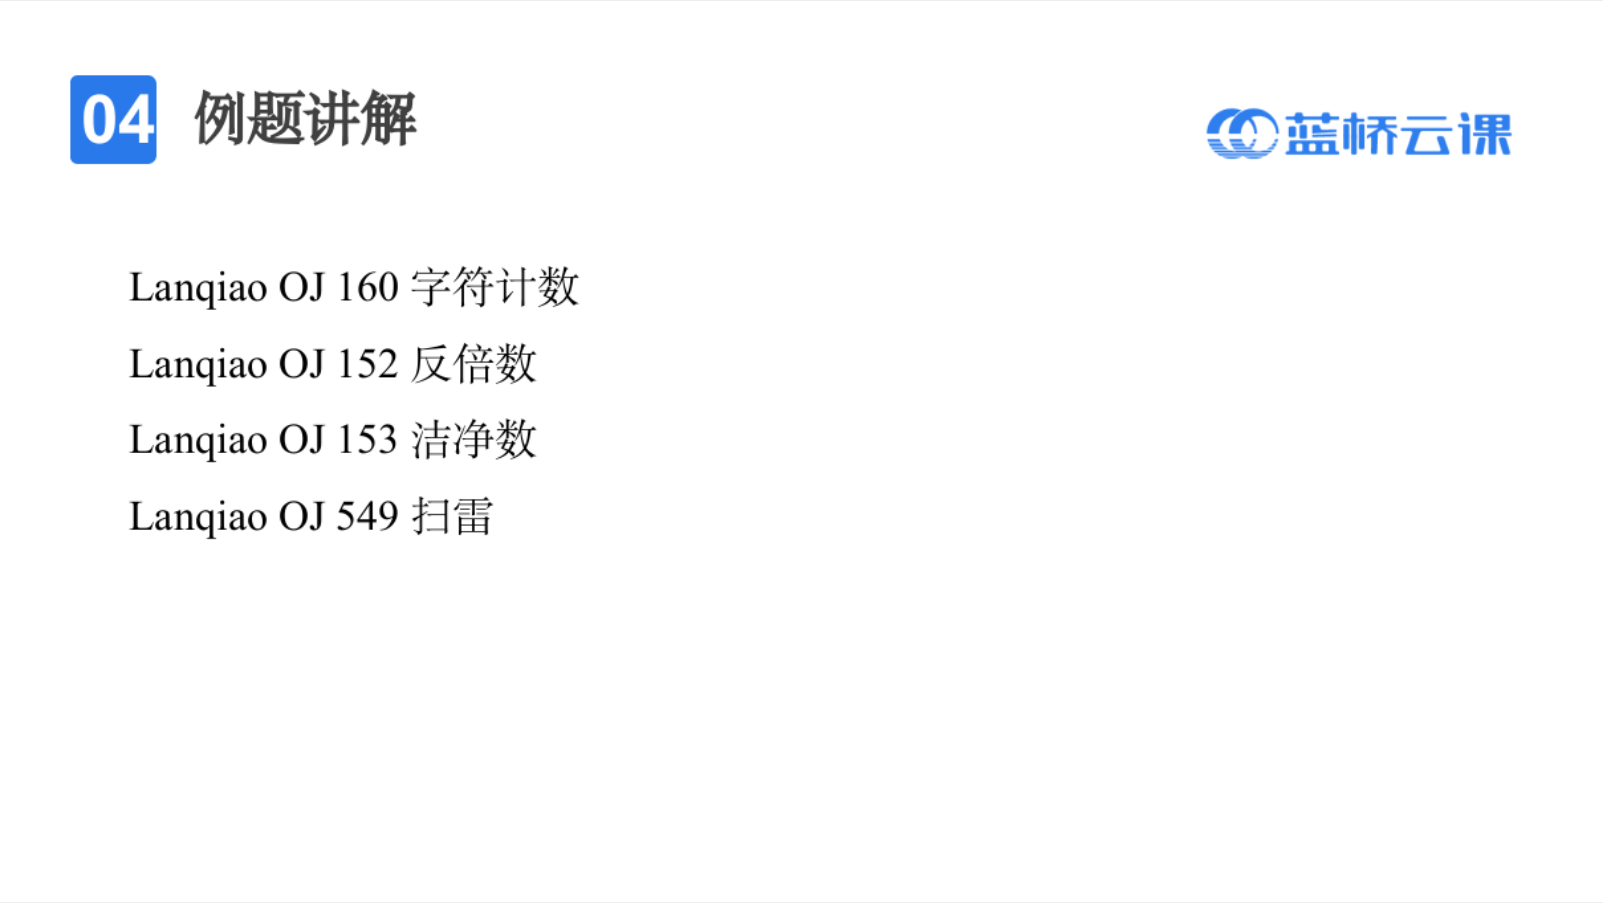 04 例题讲解
蓝桥云课
Lanqiao OJ 160 字符计数
Lanqiao OJ 152 反倍数
Lanqiao OJ 153 洁净数
Lanqiao OJ 549 扫雷